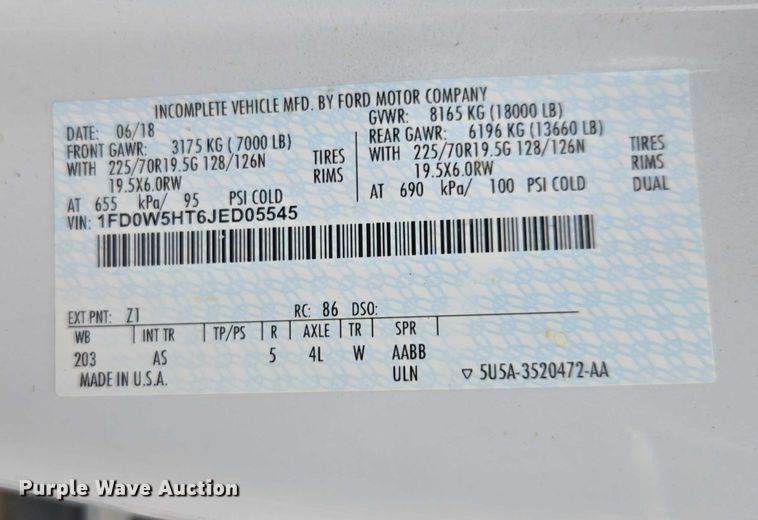 INCOMPLETE VEHICLE MFD. BY FORD MOTOR COMPANY
DATE: 06/18 GVWR: 8165 KG (18000 LB)
FRONT GAWR: 3175 KG ( 7000 LB) REAR GAWR: 6196 KG (13660 LB)
WITH 225/70R19.5G 128/126N TIRES WITH 225/70R19.5G 128/126N TIRES
19.5X6.0RW RIMS 19.5X6.0RW RIMS
AT 655 kPa/ 95 PSI COLD AT 690 kPa/ 100 PSI COLD DUAL
VIN: 1FD0W5HT6JED05545
EXT PNT: Z1 RC: 86 DSO:
WB INT TR TP/PS R AXLE TR SPR
203 AS 5 4L W AABB
MADE IN U.S.A. ULN ▽ 5U5A-3520472-AA
Purple Wave Auction